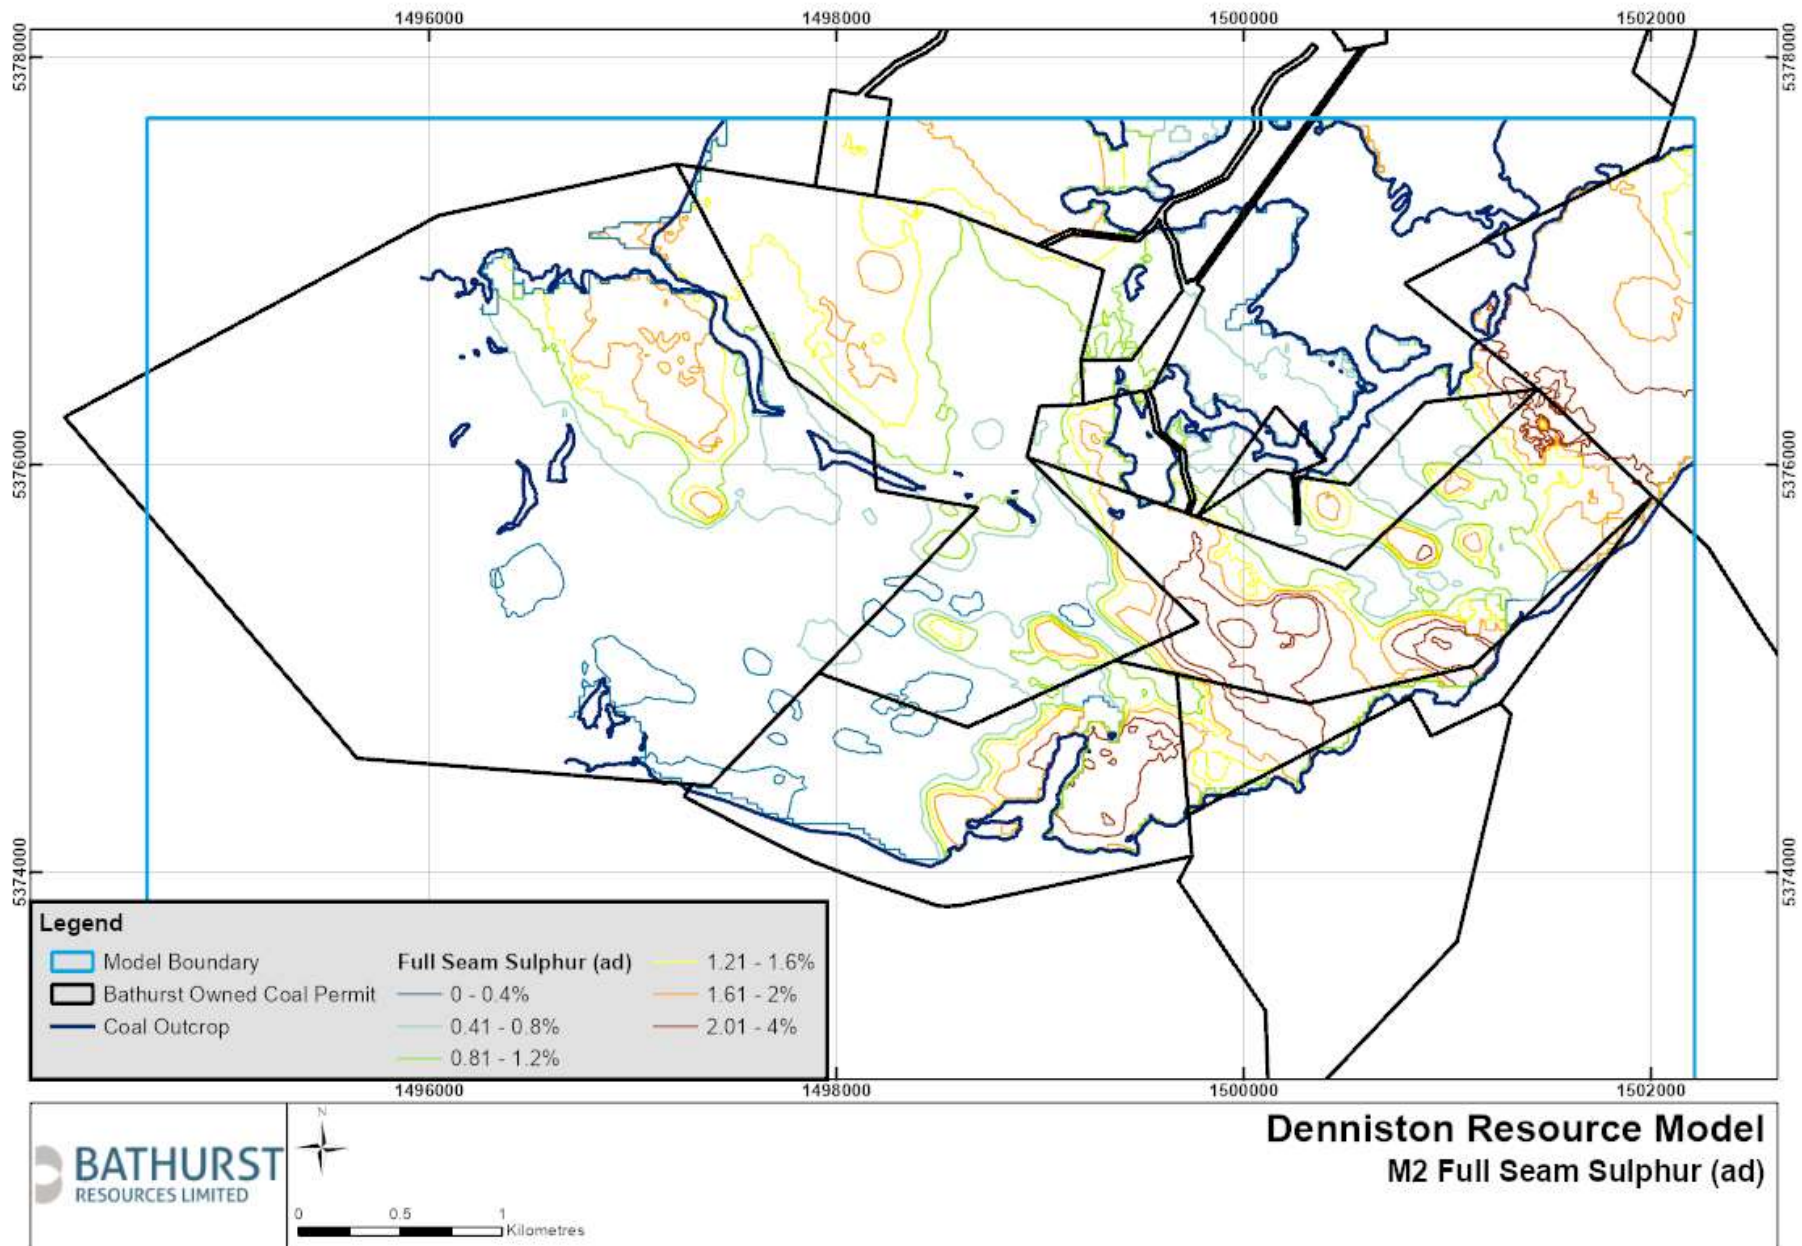 1496000 1498000 1500000 1502000
5378000 5378000
5376000 5376000
5374000 5374000
Legend
Model Boundary
Bathurst Owned Coal Permit
Coal Outcrop
Full Seam Sulphur (ad)
0 - 0.4%
0.41 - 0.8%
0.81 - 1.2%
1.21 - 1.6%
1.61 - 2%
2.01 - 4%
1496000 1498000 1500000 1502000
BATHURST
RESOURCES LIMITED
N
0 0.5 1
Kilometres
Denniston Resource Model
M2 Full Seam Sulphur (ad)